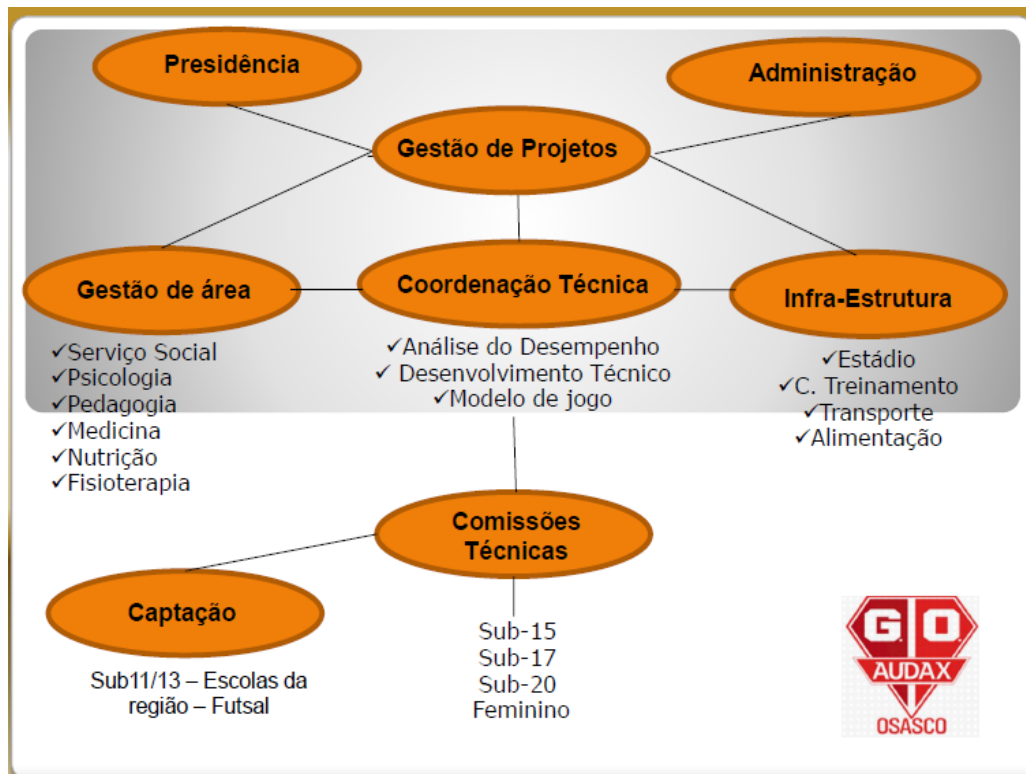 Presidência
Administração
Gestão de Projetos
Gestão de área
Coordenação Técnica
Infra-Estrutura
✓Serviço Social
✓Psicologia
✓Pedagogia
✓Medicina
✓Nutrição
✓Fisioterapia
✓Análise do Desempenho
✓ Desenvolvimento Técnico
✓Modelo de jogo
✓Estádio
✓C. Treinamento
✓Transporte
✓Alimentação
Comissões
Técnicas
Captação
Sub11/13 – Escolas da
região – Futsal
Sub-15
Sub-17
Sub-20
Feminino
G.O.
AUDAX
OSASCO